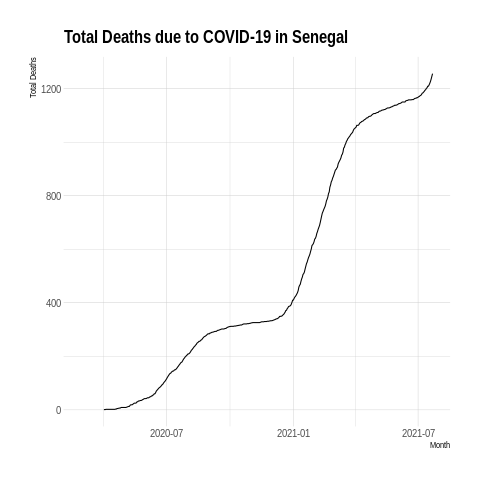 Total Deaths due to COVID-19 in Senegal
Total Deaths
1200
800
400
0
2020-07
2021-01
2021-07
Month